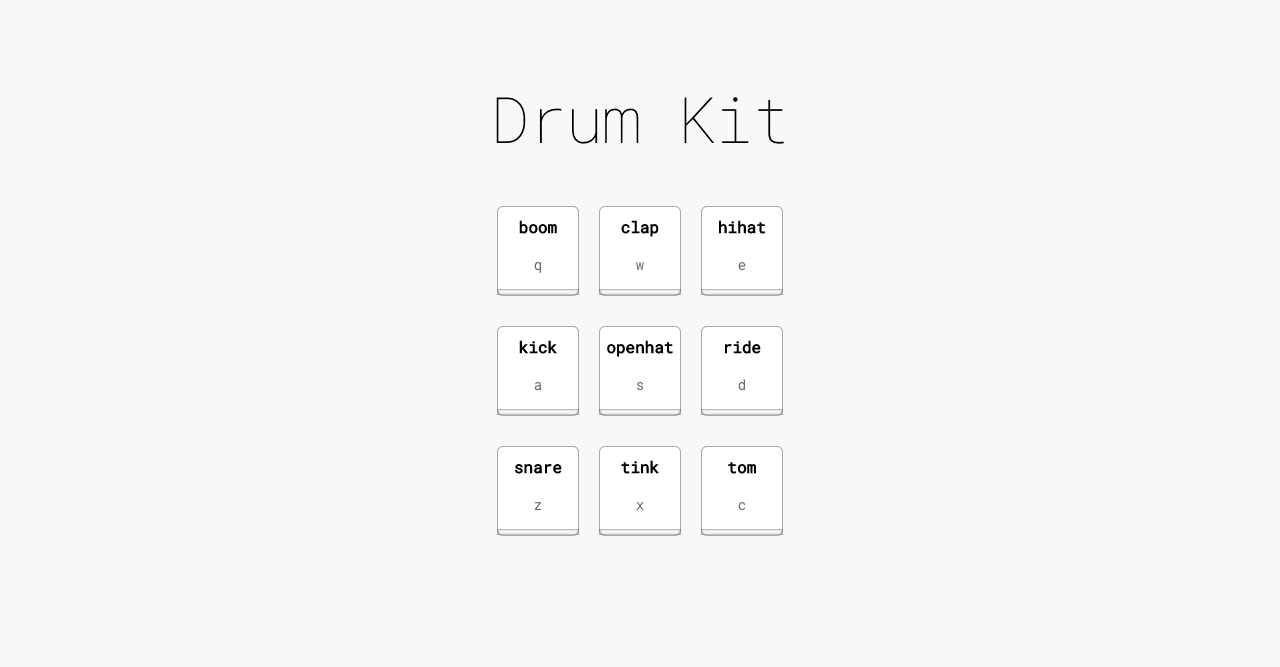 Drum Kit
boom clap hihat
q w e
kick openhat ride
a s d
snare tink tom
z x c